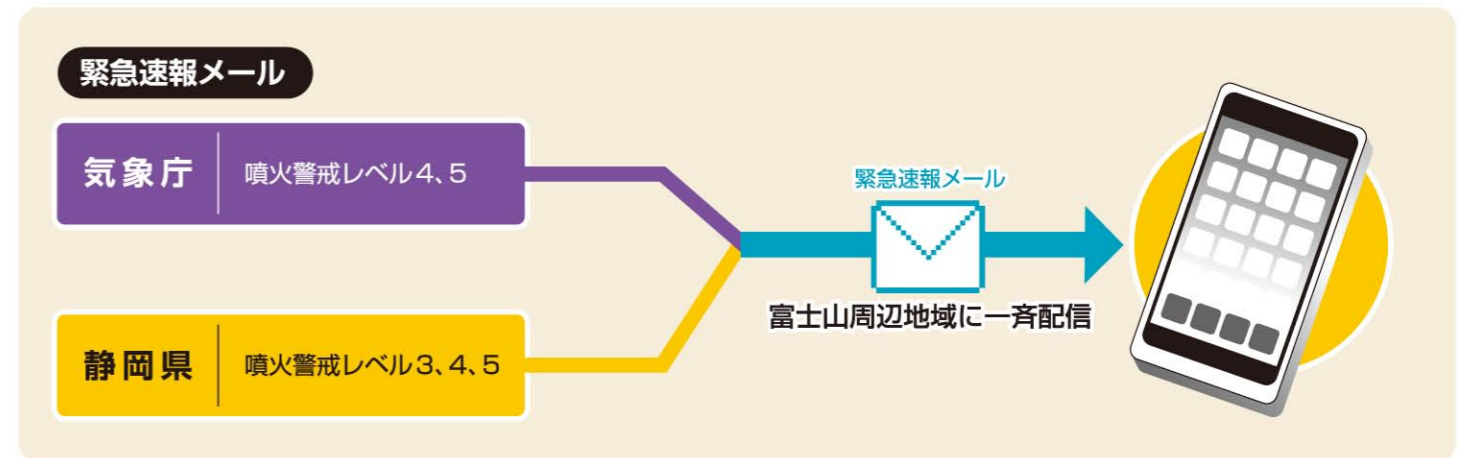 緊急速報メール
気象庁 噴火警戒レベル4、5
緊急速報メール
富士山周辺地域に一斉配信
静岡県 噴火警戒レベル3、4、5